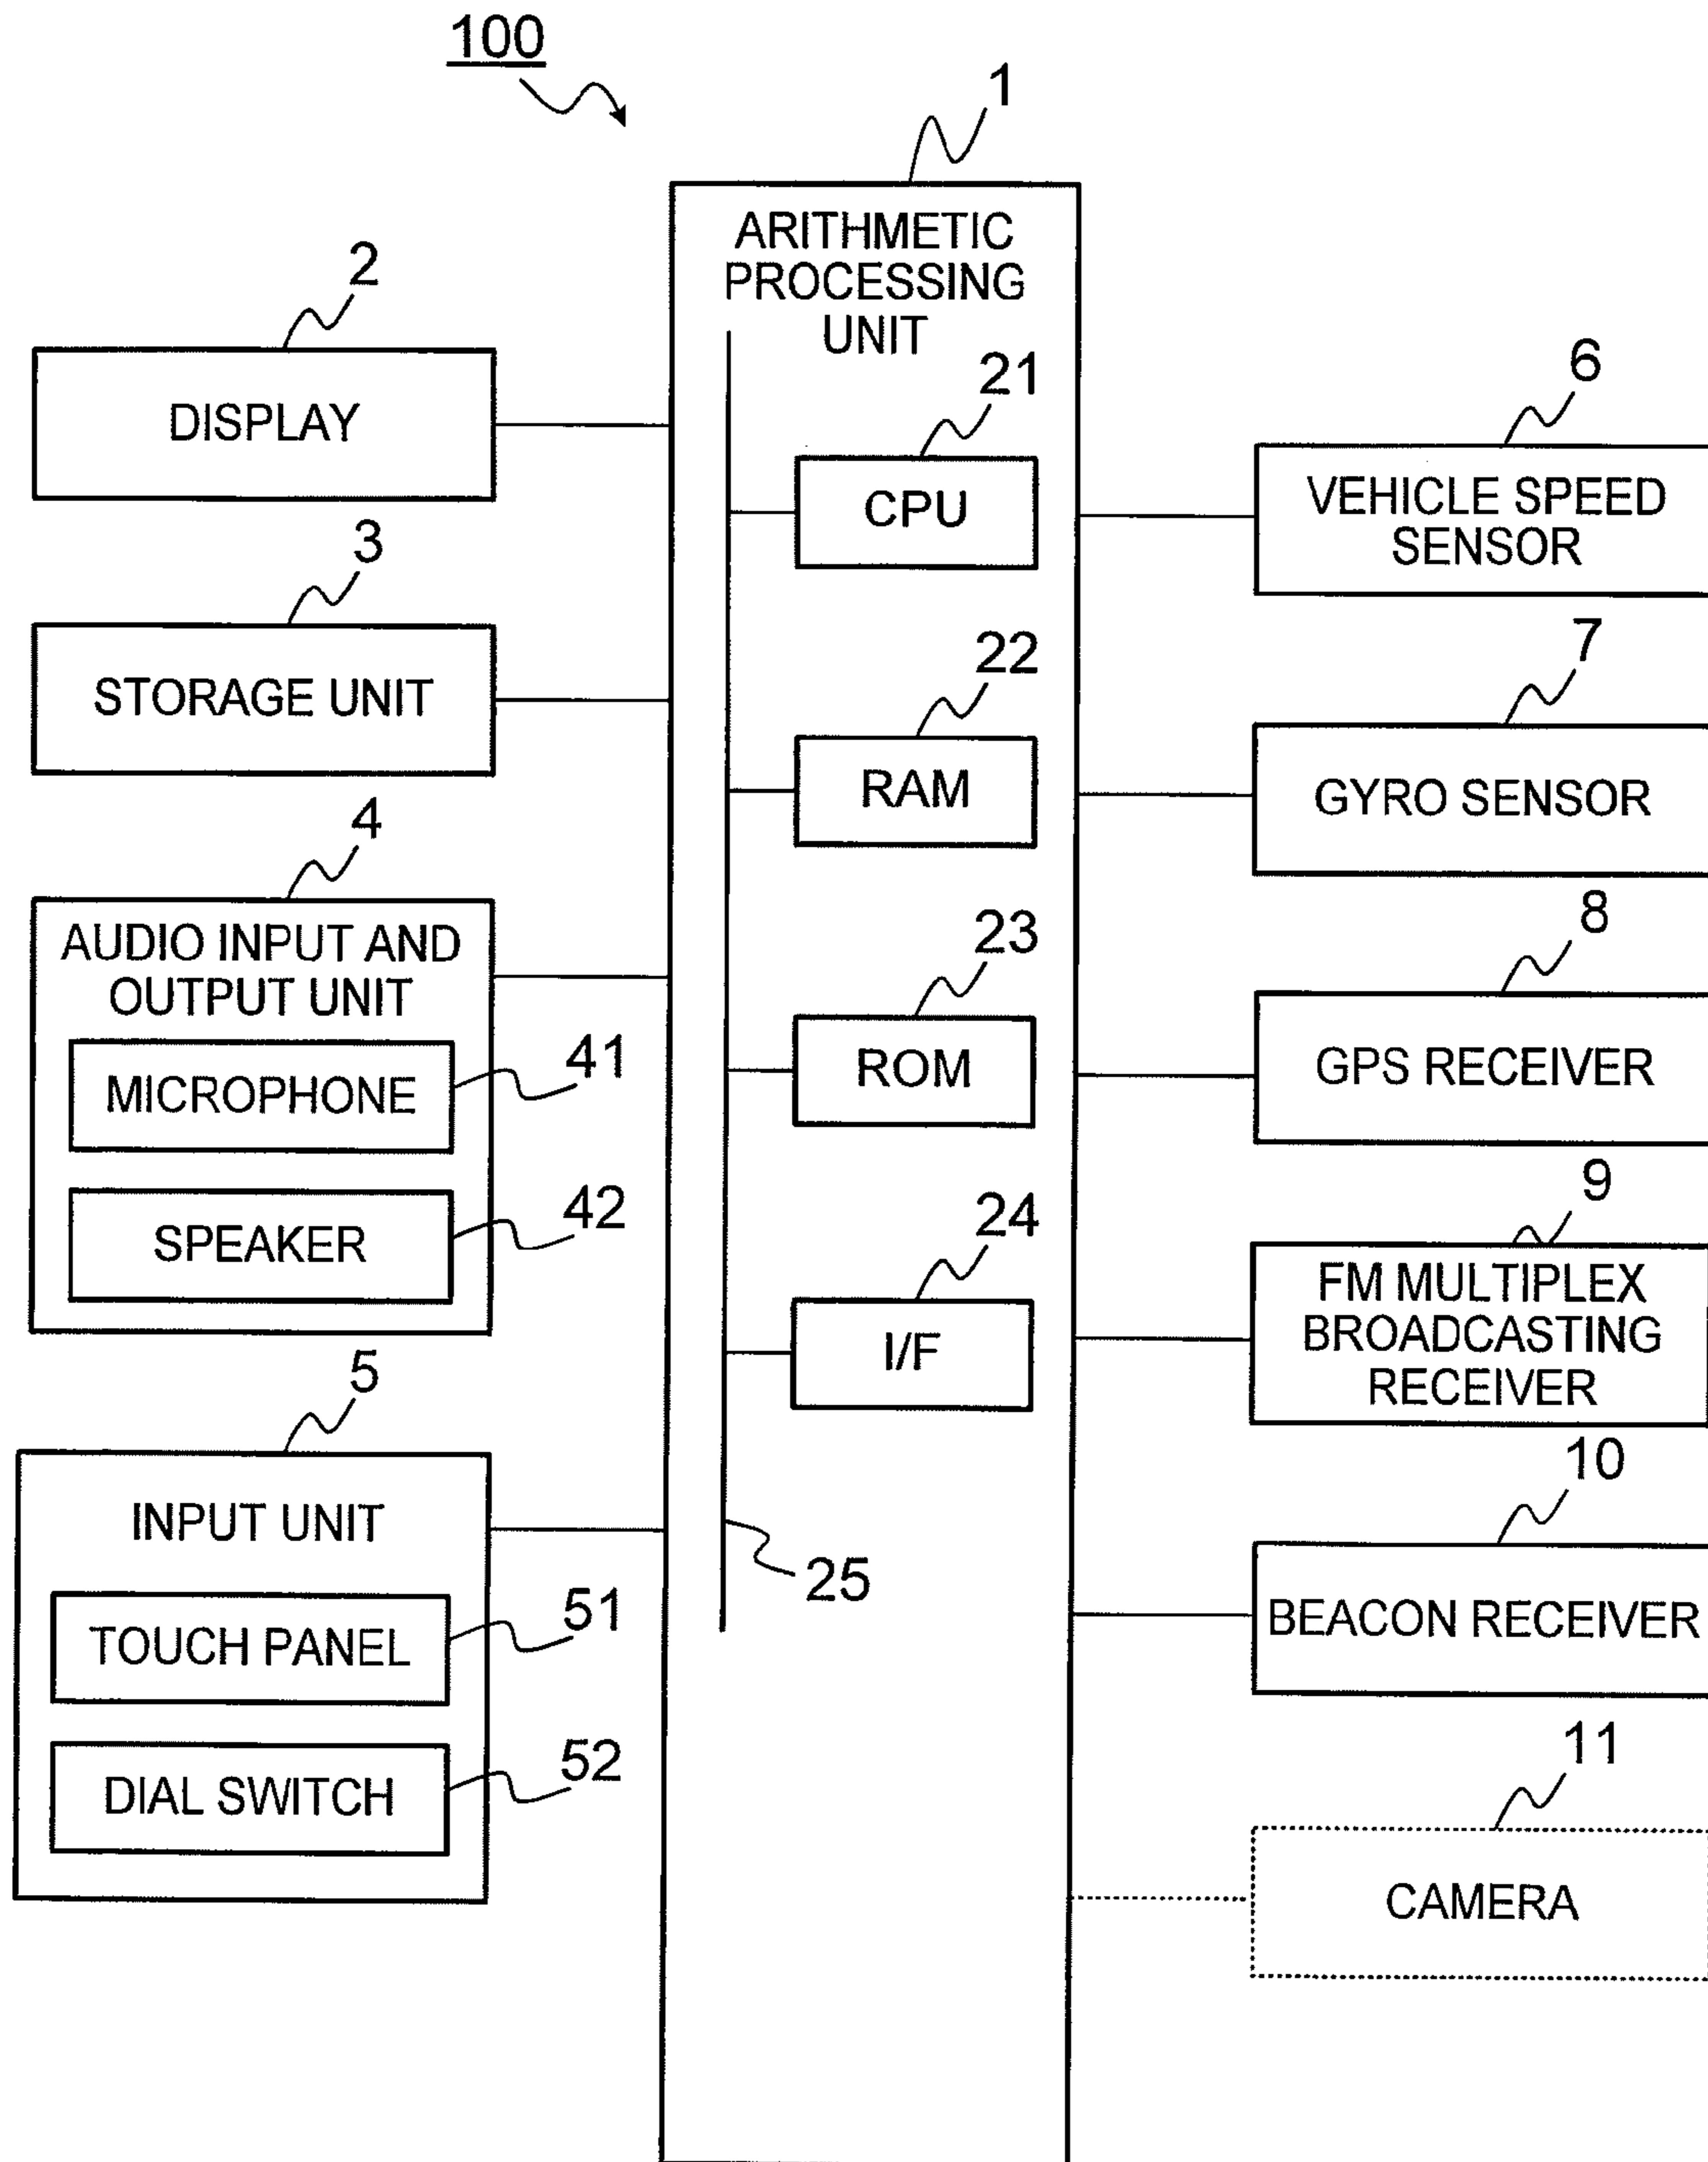 100
1
ARITHMETIC
PROCESSING
UNIT
2
DISPLAY
3
STORAGE UNIT
4
AUDIO INPUT AND
OUTPUT UNIT
MICROPHONE
41
SPEAKER
42
5
INPUT UNIT
TOUCH PANEL
51
DIAL SWITCH
52
21
CPU
22
RAM
23
ROM
24
I/F
25
6
VEHICLE SPEED
SENSOR
7
GYRO SENSOR
8
GPS RECEIVER
9
FM MULTIPLEX
BROADCASTING
RECEIVER
10
BEACON RECEIVER
11
CAMERA